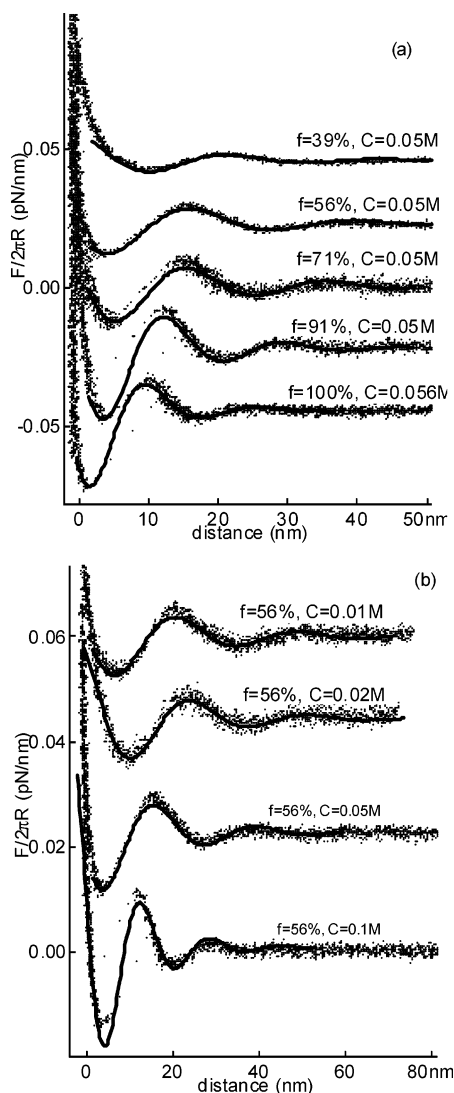 (a)
F/2πR (pN/nm)
0.05
0.00
-0.05
f=39%, C=0.05M
f=56%, C=0.05M
f=71%, C=0.05M
f=91%, C=0.05M
f=100%, C=0.056M
0 10 20 30 40 50nm
distance (nm)
(b)
F/2πR (pN/nm)
0.06
0.04
0.02
0.00
f=56%, C=0.01M
f=56%, C=0.02M
f=56%, C=0.05M
f=56%, C=0.1M
0 20 40 60 80
distance (nm)